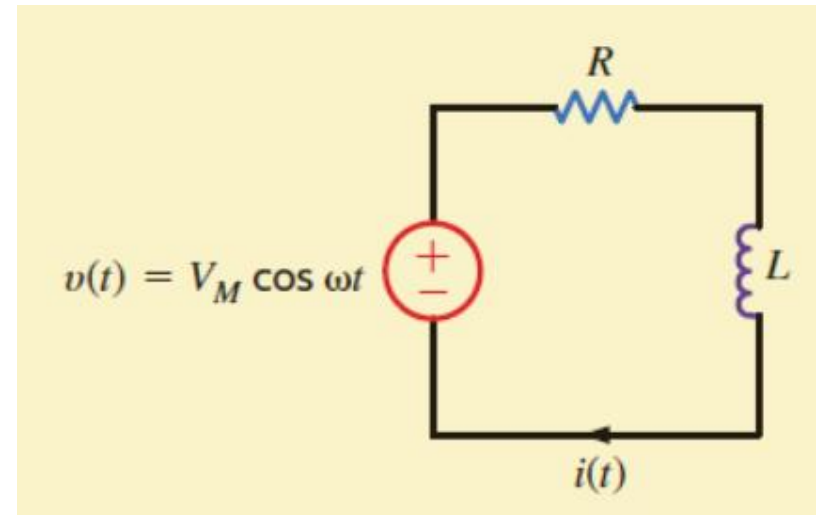 R
v(t) = V_M cos ωt
+
−
L
i(t)